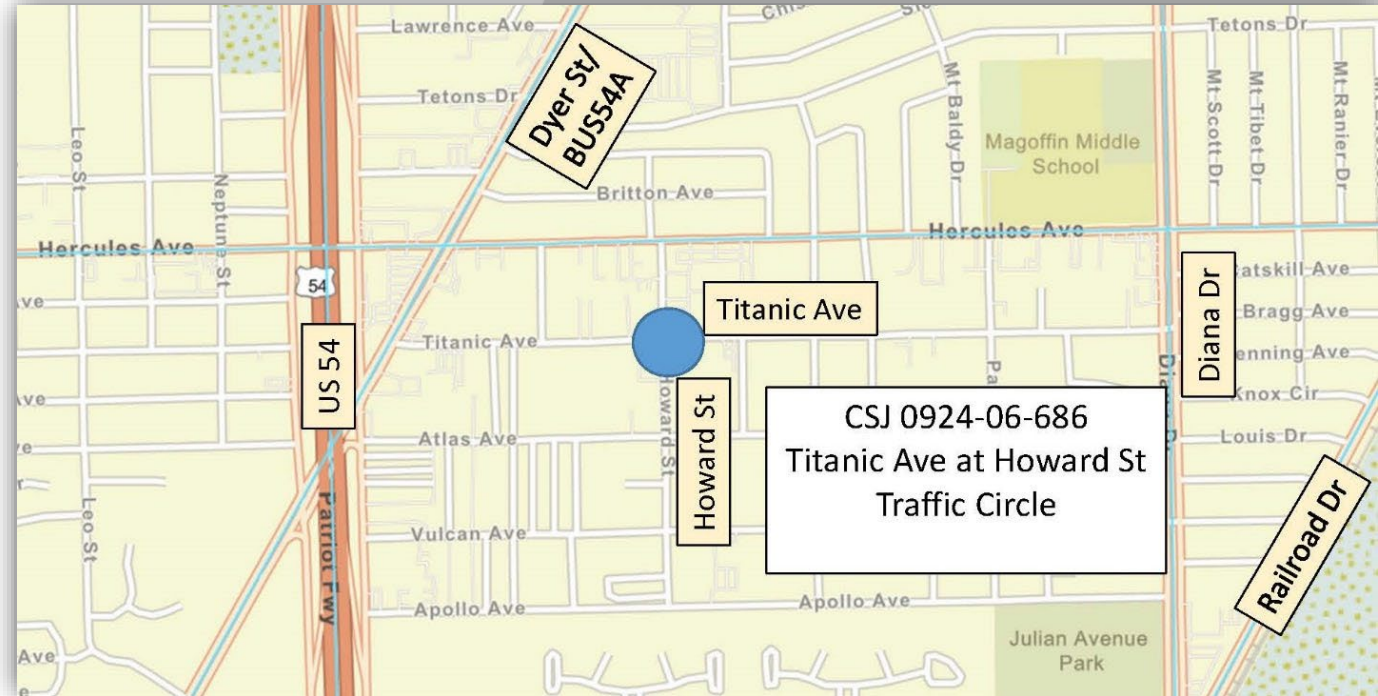 Lawrence Ave
Tetons Dr
Tetons Dr
Dyer St/
BUS54A
Leo St
Neptune St
Mt Baldy Dr
Magoffin Middle
School
Mt Scott Dr
Mt Tibet Dr
Mt Ranier Dr
Britton Ave
Hercules Ave
Hercules Ave
54
Titanic Ave
Titanic Ave
Bragg Ave
Diana Dr
US 54
Howard St
Howard St
Knox Cir
CSJ 0924-06-686
Titanic Ave at Howard St
Traffic Circle
Atlas Ave
Louis Dr
Leo St
Patriot Fwy
Vulcan Ave
Railroad Dr
Apollo Ave
Apollo Ave
Julian Avenue
Park
Ave